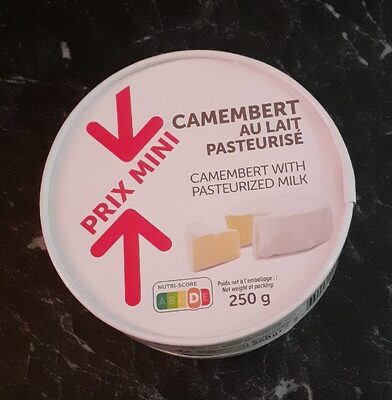 PRIX MINI
CAMEMBERT
AU LAIT
PASTEURISÉ
CAMEMBERT WITH
PASTEURIZED MILK
NUTRI-SCORE
A B C D E
Poids net à l'emballage :
Net weight at packing:
250 g